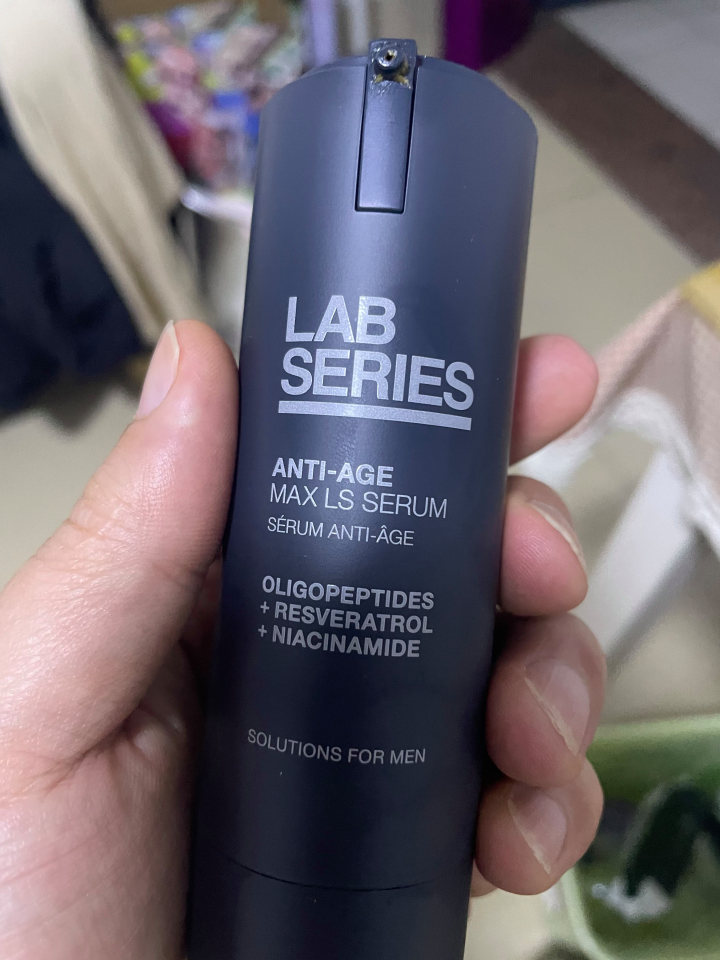 LAB
SERIES
ANTI-AGE
MAX LS SERUM
SÉRUM ANTI-ÂGE
OLIGOPEPTIDES
+ RESVERATROL
+ NIACINAMIDE
SOLUTIONS FOR MEN